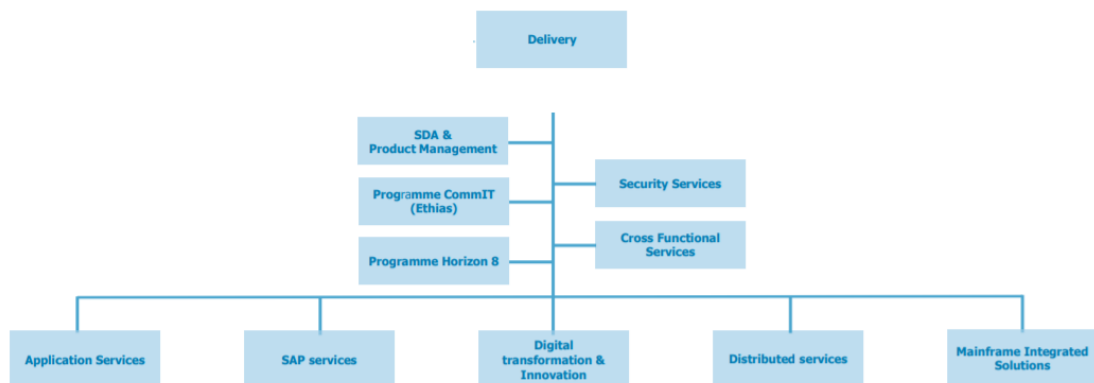 Delivery
SDA &
Product Management
Programme CommIT
(Ethias)
Programme Horizon 8
Security Services
Cross Functional
Services
Application Services
SAP services
Digital
transformation &
Innovation
Distributed services
Mainframe Integrated
Solutions